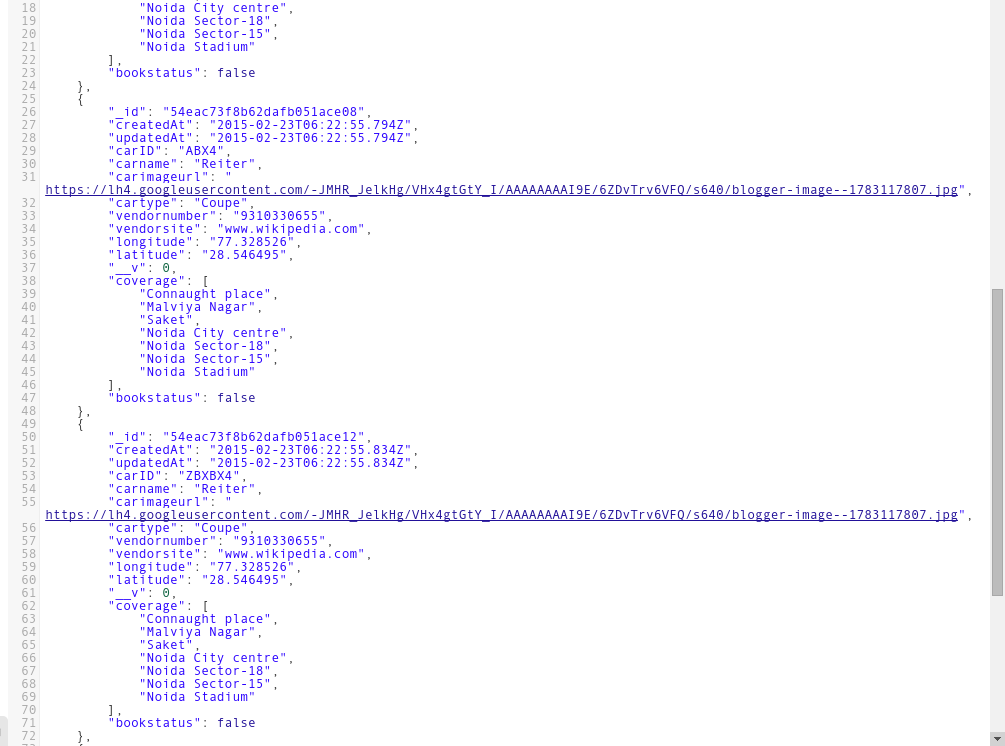 18 "Noida City centre",
19 "Noida Sector-18",
20 "Noida Sector-15",
21 "Noida Stadium"
22 ],
23 "bookstatus": false
24 },
25 {
26 "_id": "54eac73f8b62dafb051ace08",
27 "createdAt": "2015-02-23T06:22:55.794Z",
28 "updatedAt": "2015-02-23T06:22:55.794Z",
29 "carID": "ABX4",
30 "carname": "Reiter",
31 "carimageurl": "
https://lh4.googleusercontent.com/-JMHR_JelkHg/VHx4gtGtY_I/AAAAAAAAI9E/6ZDvTrv6VFQ/s640/blogger-image--1783117807.jpg",
32 "cartype": "Coupe",
33 "vendornumber": "9310330655",
34 "vendorsite": "www.wikipedia.com",
35 "longitude": "77.328526",
36 "latitude": "28.546495",
37 "__v": 0,
38 "coverage": [
39 "Connaught place",
40 "Malviya Nagar",
41 "Saket",
42 "Noida City centre",
43 "Noida Sector-18",
44 "Noida Sector-15",
45 "Noida Stadium"
46 ],
47 "bookstatus": false
48 },
49 {
50 "_id": "54eac73f8b62dafb051ace12",
51 "createdAt": "2015-02-23T06:22:55.834Z",
52 "updatedAt": "2015-02-23T06:22:55.834Z",
53 "carID": "ZBXBX4",
54 "carname": "Reiter",
55 "carimageurl": "
https://lh4.googleusercontent.com/-JMHR_JelkHg/VHx4gtGtY_I/AAAAAAAAI9E/6ZDvTrv6VFQ/s640/blogger-image--1783117807.jpg",
56 "cartype": "Coupe",
57 "vendornumber": "9310330655",
58 "vendorsite": "www.wikipedia.com",
59 "longitude": "77.328526",
60 "latitude": "28.546495",
61 "__v": 0,
62 "coverage": [
63 "Connaught place",
64 "Malviya Nagar",
65 "Saket",
66 "Noida City centre",
67 "Noida Sector-18",
68 "Noida Sector-15",
69 "Noida Stadium"
70 ],
71 "bookstatus": false
72 },